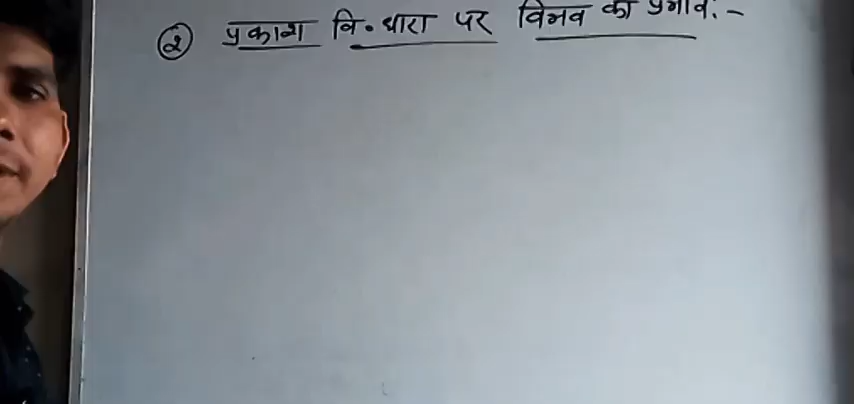 ② प्रकाश वि॰ धारा पर विभव का प्रभाव:-